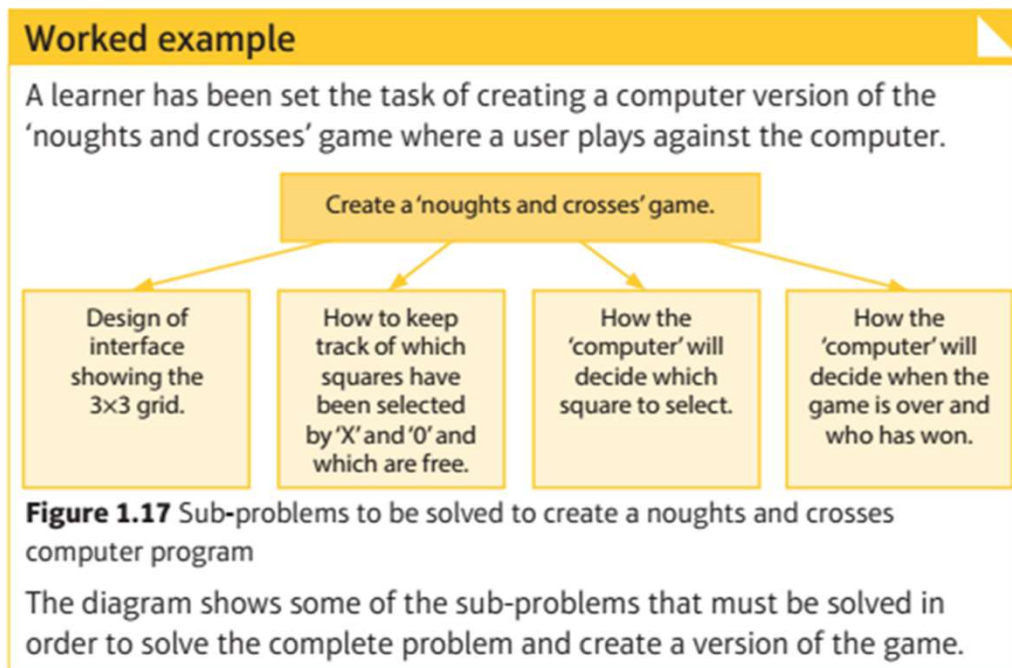 Worked example
A learner has been set the task of creating a computer version of the
‘noughts and crosses’ game where a user plays against the computer.
Create a ‘noughts and crosses’ game.
Design of
interface
showing the
3×3 grid.
How to keep
track of which
squares have
been selected
by ‘X’ and ‘0’ and
which are free.
How the
‘computer’ will
decide which
square to select.
How the
‘computer’ will
decide when the
game is over and
who has won.
Figure 1.17 Sub-problems to be solved to create a noughts and crosses
computer program
The diagram shows some of the sub-problems that must be solved in
order to solve the complete problem and create a version of the game.